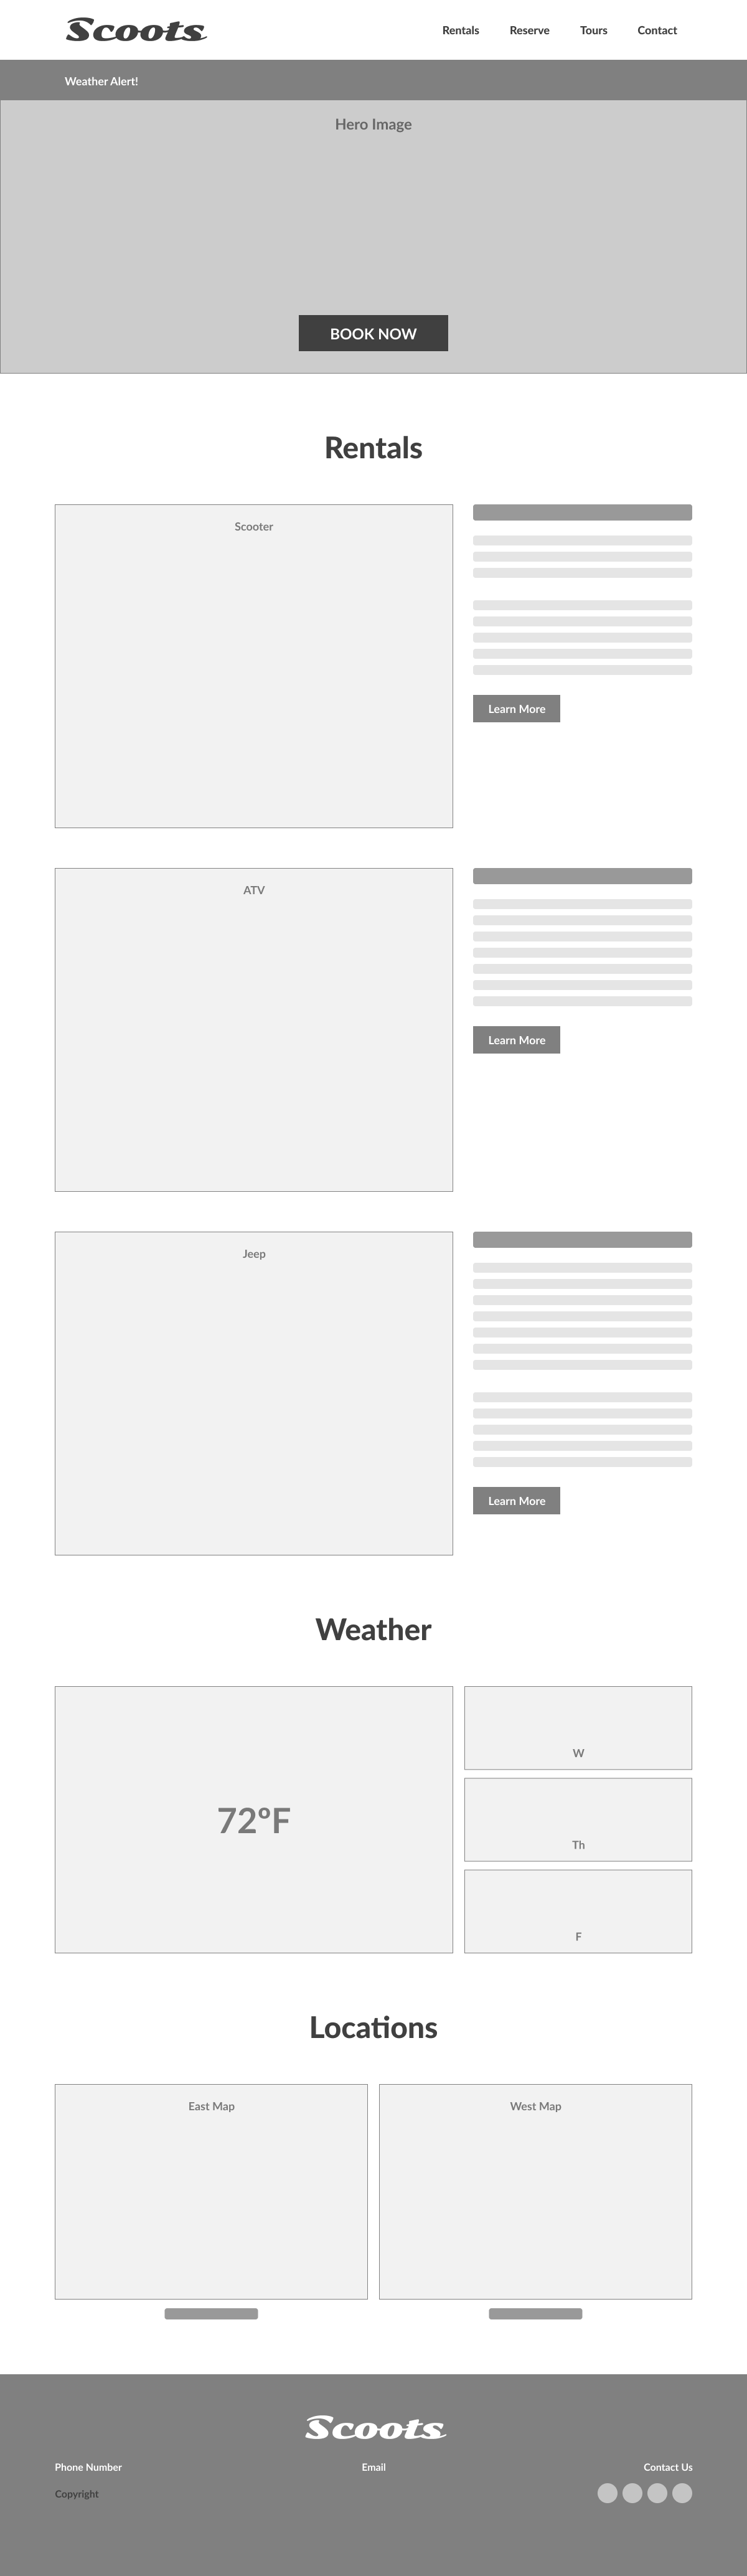 Scoots
Rentals Reserve Tours Contact
Weather Alert!
Hero Image
BOOK NOW
Rentals
Scooter
Learn More
ATV
Learn More
Jeep
Learn More
Weather
72°F
W
Th
F
Locations
East Map West Map
Scoots
Phone Number Email Contact Us
Copyright